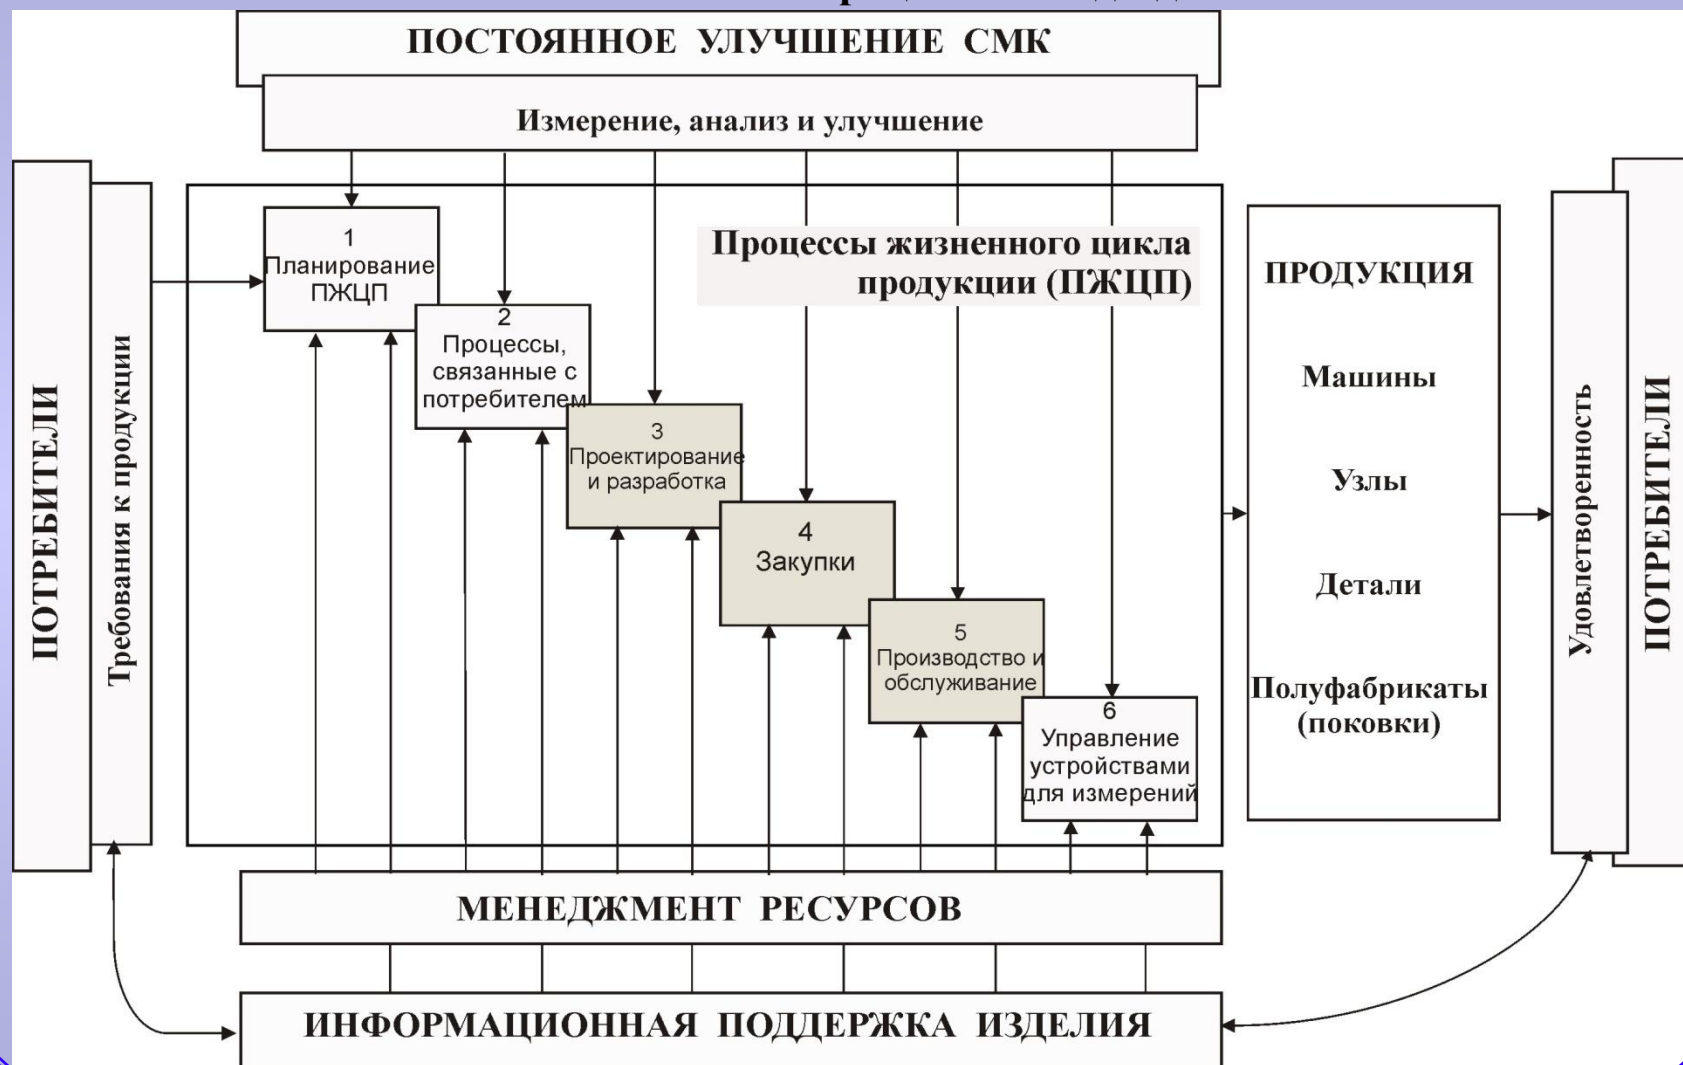 ПОСТОЯННОЕ УЛУЧШЕНИЕ СМК
Измерение, анализ и улучшение
ПОТРЕБИТЕЛИ
Требования к продукции
1
Планирование
ПЖЦП
2
Процессы,
связанные с
потребителем
3
Проектирование
и разработка
4
Закупки
5
Производство и
обслуживание
6
Управление
устройствами
для измерений
Процессы жизненного цикла
продукции (ПЖЦП)
ПРОДУКЦИЯ
Машины
Узлы
Детали
Полуфабрикаты
(поковки)
Удовлетворенность
ПОТРЕБИТЕЛИ
МЕНЕДЖМЕНТ РЕСУРСОВ
ИНФОРМАЦИОННАЯ ПОДДЕРЖКА ИЗДЕЛИЯ